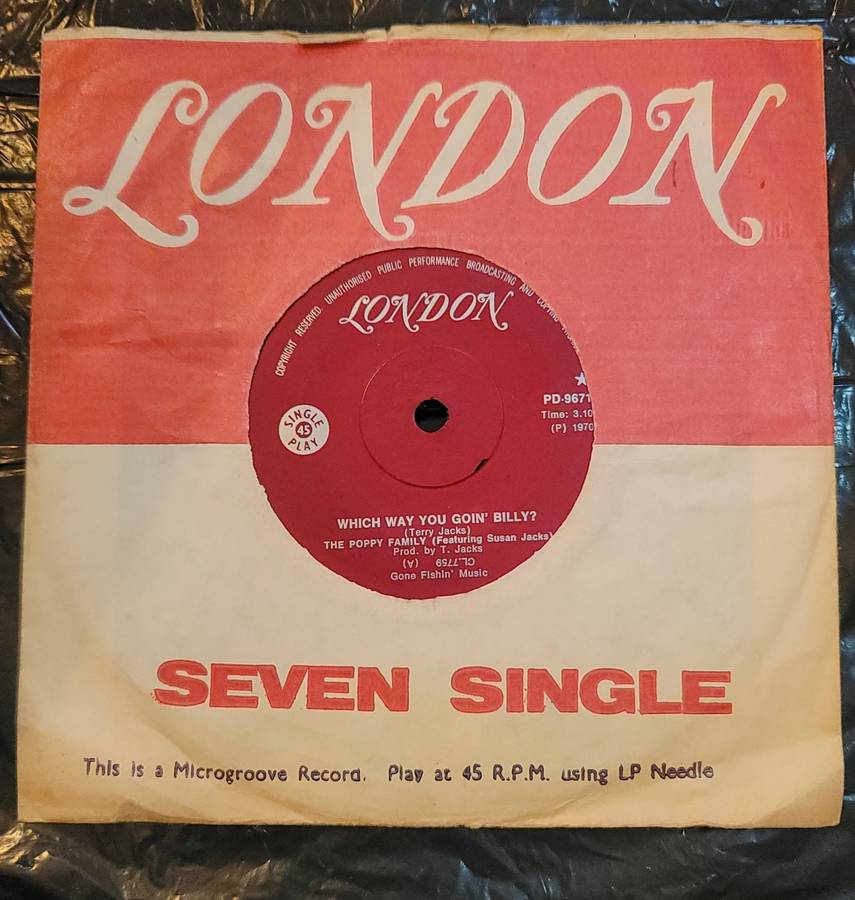 LONDON
COPYRIGHT RESERVED UNAUTHORISED PUBLIC PERFORMANCE BROADCASTING AND COPYING
LONDON
PD-9671
Time: 3.10
(P) 1970
SINGLE
45
PLAY
WHICH WAY YOU GOIN' BILLY?
(Terry Jacks)
THE POPPY FAMILY (Featuring Susan Jacks)
Prod. by T. Jacks
(A) CL.7759
Gone Fishin' Music
SEVEN SINGLE
This is a Microgroove Record. Play at 45 R.P.M. using LP Needle